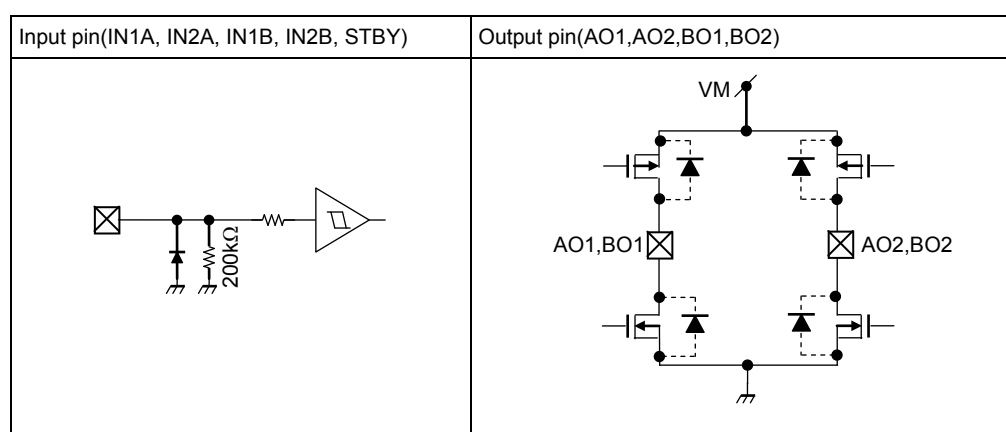 Input pin(IN1A, IN2A, IN1B, IN2B, STBY)
Output pin(AO1,AO2,BO1,BO2)
200kΩ
VM
AO1,BO1
AO2,BO2